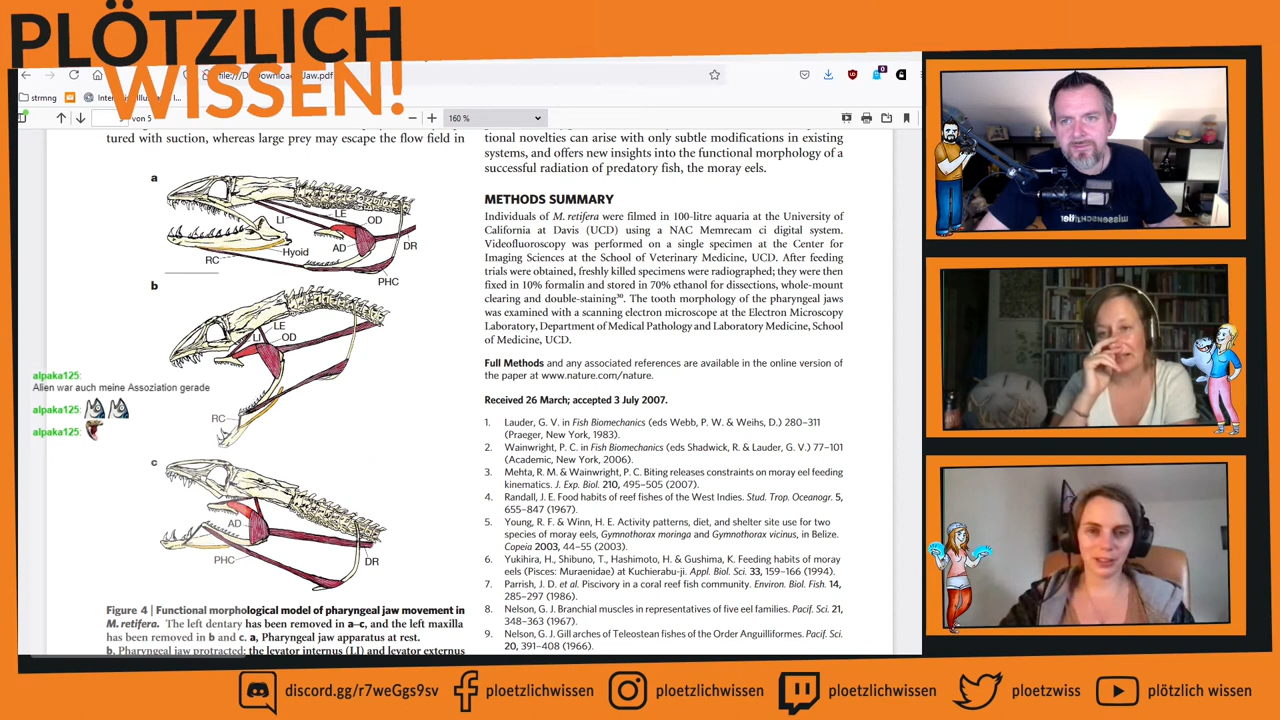 PLÖTZLICH
WISSEN!
strmng
von 5
160 %
tured with suction, whereas large prey may escape the flow field in
a
LI
LE
OD
AD
DR
Hyoid
RC
PHC
b
LE
LI
OD
RC
c
AD
PHC
DR
Figure 4 | Functional morphological model of pharyngeal jaw movement in
M. retifera. The left dentary has been removed in a–c, and the left maxilla
has been removed in b and c. a, Pharyngeal jaw apparatus at rest.
b, Pharyngeal jaw protracted; the levator internus (LI) and levator externus
alpaka125:
Alien war auch meine Assoziation gerade
alpaka125:
alpaka125:
tional novelties can arise with only subtle modifications in existing
systems, and offers new insights into the functional morphology of a
successful radiation of predatory fish, the moray eels.
METHODS SUMMARY
Individuals of M. retifera were filmed in 100-litre aquaria at the University of
California at Davis (UCD) using a NAC Memrecam ci digital system.
Videofluoroscopy was performed on a single specimen at the Center for
Imaging Sciences at the School of Veterinary Medicine, UCD. After feeding
trials were obtained, freshly killed specimens were radiographed; they were then
fixed in 10% formalin and stored in 70% ethanol for dissections, whole-mount
clearing and double-staining³⁰. The tooth morphology of the pharyngeal jaws
was examined with a scanning electron microscope at the Electron Microscopy
Laboratory, Department of Medical Pathology and Laboratory Medicine, School
of Medicine, UCD.
Full Methods and any associated references are available in the online version of
the paper at www.nature.com/nature.
Received 26 March; accepted 3 July 2007.
1. Lauder, G. V. in Fish Biomechanics (eds Webb, P. W. & Weihs, D.) 280–311
(Praeger, New York, 1983).
2. Wainwright, P. C. in Fish Biomechanics (eds Shadwick, R. & Lauder, G. V.) 77–101
(Academic, New York, 2006).
3. Mehta, R. M. & Wainwright, P. C. Biting releases constraints on moray eel feeding
kinematics. J. Exp. Biol. 210, 495–505 (2007).
4. Randall, J. E. Food habits of reef fishes of the West Indies. Stud. Trop. Oceanogr. 5,
655–847 (1967).
5. Young, R. F. & Winn, H. E. Activity patterns, diet, and shelter site use for two
species of moray eels, Gymnothorax moringa and Gymnothorax vicinus, in Belize.
Copeia 2003, 44–55 (2003).
6. Yukihira, H., Shibuno, T., Hashimoto, H. & Gushima, K. Feeding habits of moray
eels (Pisces: Muraenidae) at Kuchierabu-ji. Appl. Biol. Sci. 33, 159–166 (1994).
7. Parrish, J. D. et al. Piscivory in a coral reef fish community. Environ. Biol. Fish. 14,
285–297 (1986).
8. Nelson, G. J. Branchial muscles in representatives of five eel families. Pacif. Sci. 21,
348–363 (1967).
9. Nelson, G. J. Gill arches of Teleostean fishes of the Order Anguilliformes. Pacif. Sci.
20, 391–408 (1966).
discord.gg/r7weGgs9sv
ploetzlichwissen
ploetzlichwissen
ploetzlichwissen
ploetzwiss
plötzlich wissen